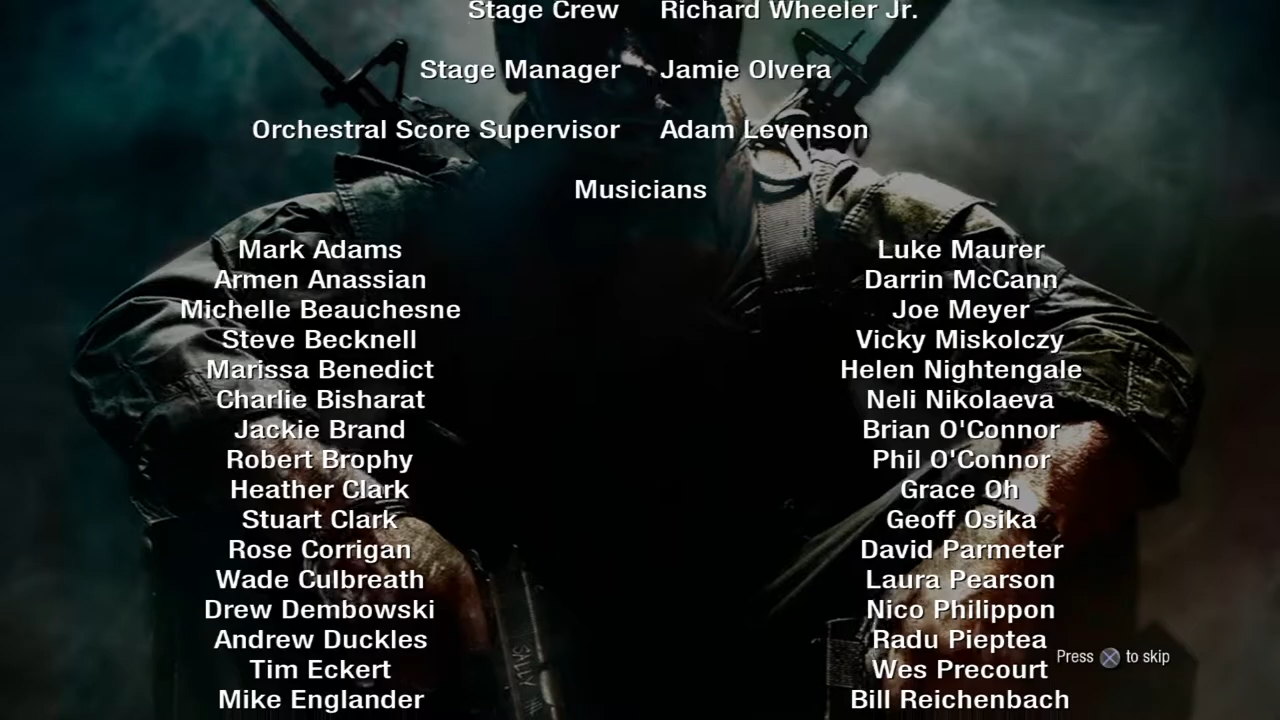 Stage Crew Richard Wheeler Jr.
Stage Manager Jamie Olvera
Orchestral Score Supervisor Adam Levenson
Musicians
Mark Adams Luke Maurer
Armen Anassian Darrin McCann
Michelle Beauchesne Joe Meyer
Steve Becknell Vicky Miskolczy
Marissa Benedict Helen Nightengale
Charlie Bisharat Neli Nikolaeva
Jackie Brand Brian O'Connor
Robert Brophy Phil O'Connor
Heather Clark Grace Oh
Stuart Clark Geoff Osika
Rose Corrigan David Parmeter
Wade Culbreath Laura Pearson
Drew Dembowski Nico Philippon
Andrew Duckles Radu Pieptea
Tim Eckert Wes Precourt
Mike Englander Bill Reichenbach
Press X to skip
SALLY